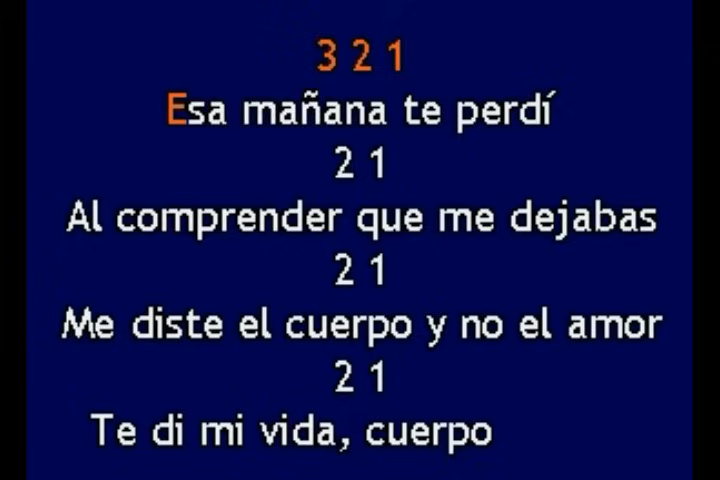 3 2 1
Esa mañana te perdí
2 1
Al comprender que me dejabas
2 1
Me diste el cuerpo y no el amor
2 1
Te di mi vida, cuerpo